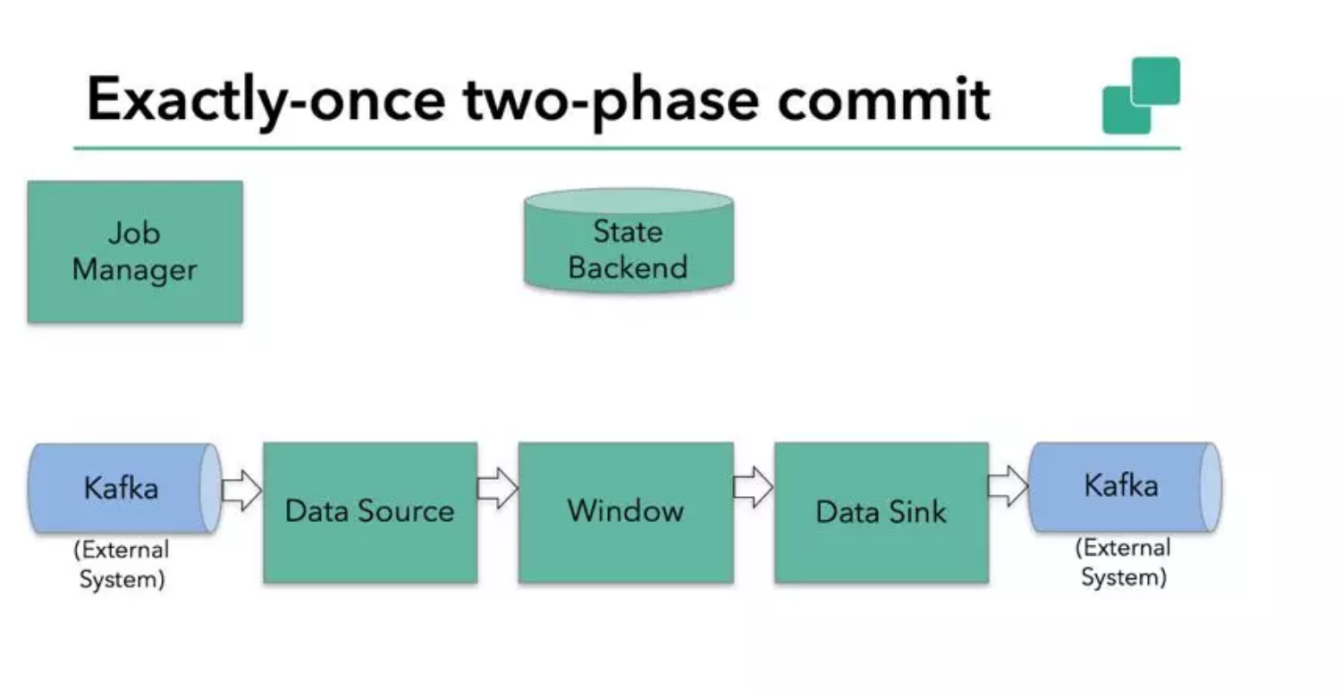 Exactly-once two-phase commit
Job
Manager
State
Backend
Kafka
(External
System)
Data Source
Window
Data Sink
Kafka
(External
System)